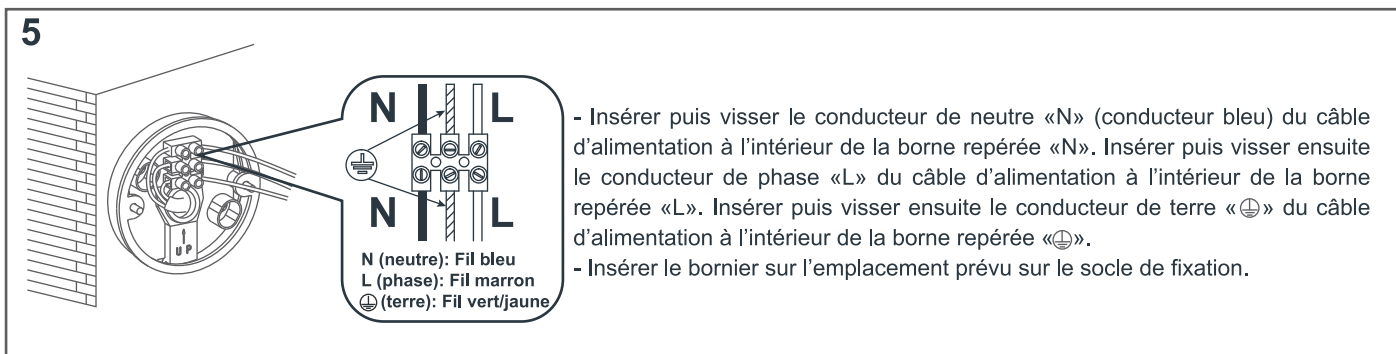 5
N L
N L
N (neutre): Fil bleu
L (phase): Fil marron
⏚ (terre): Fil vert/jaune
UP
- Insérer puis visser le conducteur de neutre «N» (conducteur bleu) du câble
d’alimentation à l’intérieur de la borne repérée «N». Insérer puis visser ensuite
le conducteur de phase «L» du câble d’alimentation à l’intérieur de la borne
repérée «L». Insérer puis visser ensuite le conducteur de terre «⏚» du câble
d’alimentation à l’intérieur de la borne repérée «⏚».
- Insérer le bornier sur l’emplacement prévu sur le socle de fixation.